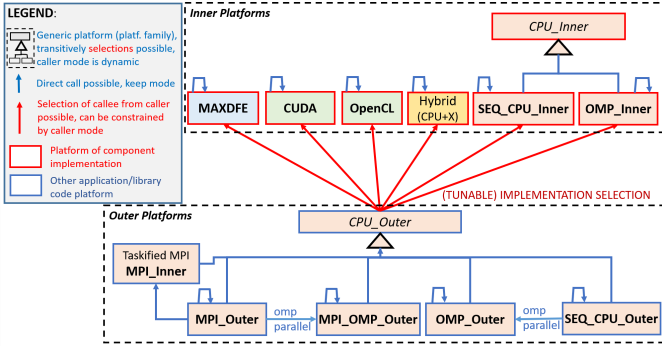 LEGEND:
Generic platform (platf. family),
transitively selections possible,
caller mode is dynamic
Direct call possible, keep mode
Selection of callee from caller
possible, can be constrained
by caller mode
Platform of component
implementation
Other application/library
code platform
Inner Platforms
CPU_Inner
MAXDFE
CUDA
OpenCL
Hybrid
(CPU+X)
SEQ_CPU_Inner
OMP_Inner
(TUNABLE) IMPLEMENTATION SELECTION
Outer Platforms
CPU_Outer
Taskified MPI
MPI_Inner
MPI_Outer
omp
parallel
MPI_OMP_Outer
OMP_Outer
omp
parallel
SEQ_CPU_Outer